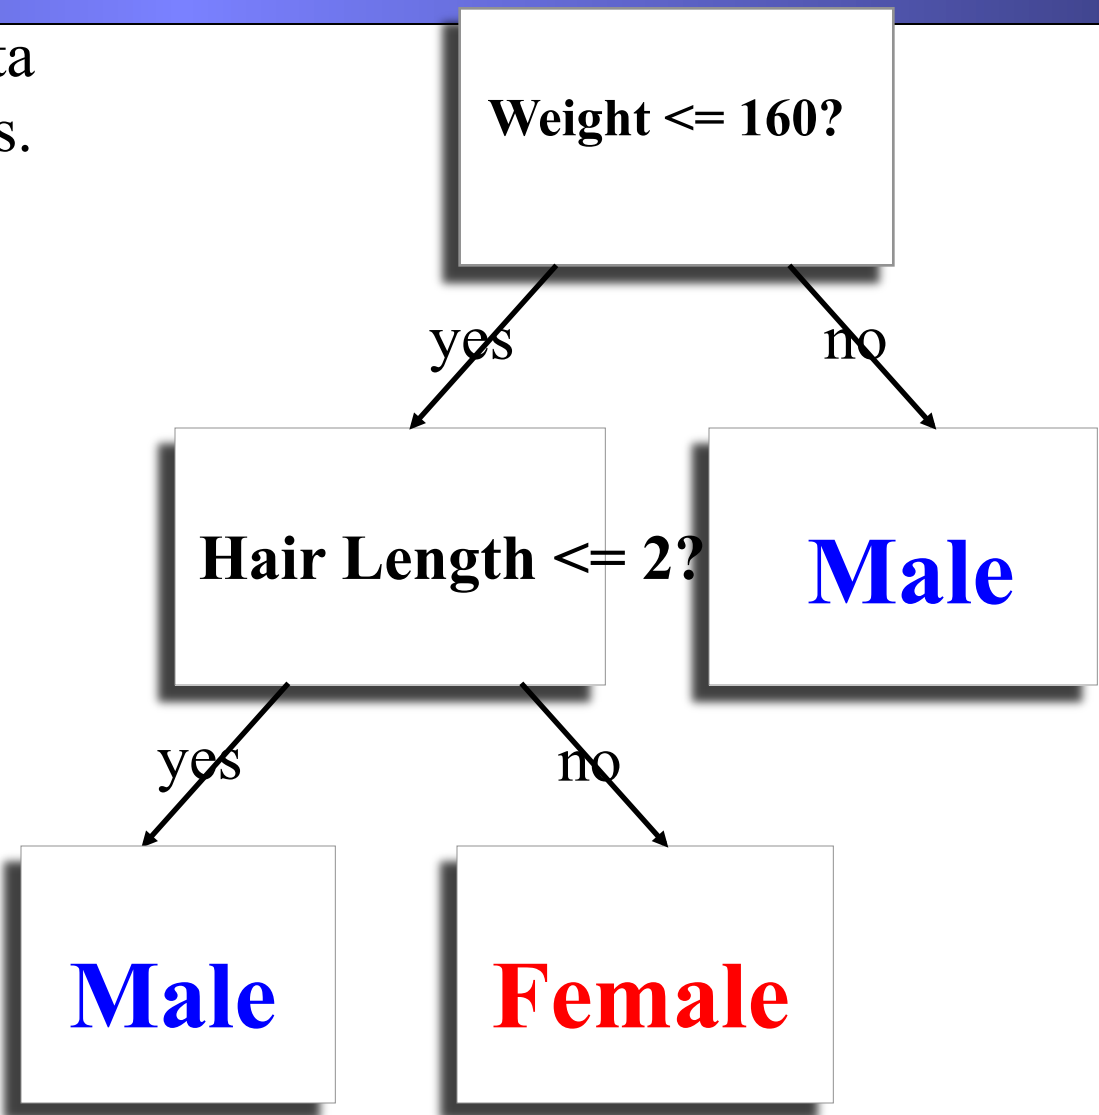 ta
s.
Weight <= 160?
yes
no
Hair Length <= 2?
Male
yes
no
Male
Female